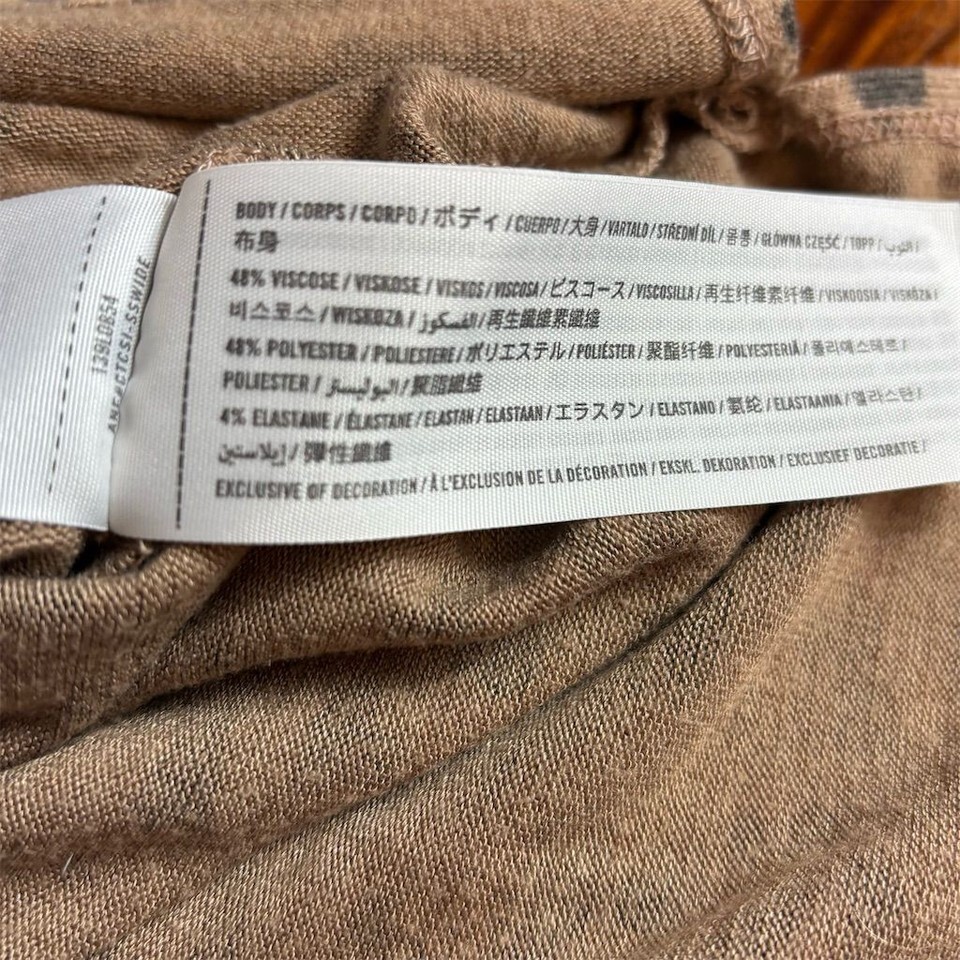 BODY / CORPS / CORPO / ボディ / CUERPO / 大身 / VARTALO / STŘEDNÍ DÍL / 몸통 / GŁÓWNA CZĘŚĆ / TOPP / الثوب /
布身
48% VISCOSE / VISKOSE / VISKOS / VISCOSA / ビスコース / VISCOSILLA / 再生纤维素纤维 / VISKOOSIA / VISKÓZA /
비스코스 / WISKOZA / الفسكوز / 再生纖維素纖維
48% POLYESTER / POLIESTERE / ポリエステル / POLIÉSTER / 聚酯纤维 / POLYESTERIÄ / 폴리에스테르 /
POLIESTER / البوليستر / 聚脂纖維
4% ELASTANE / ÉLASTANE / ELASTAN / ELASTAAN / エラスタン / ELASTANO / 氨纶 / ELASTAANIA / 엘라스탄 /
إيلاستين / 彈性纖維
EXCLUSIVE OF DECORATION / À L'EXCLUSION DE LA DÉCORATION / EKSKL. DEKORATION / EXCLUSIEF DECORATIE /
139LO854